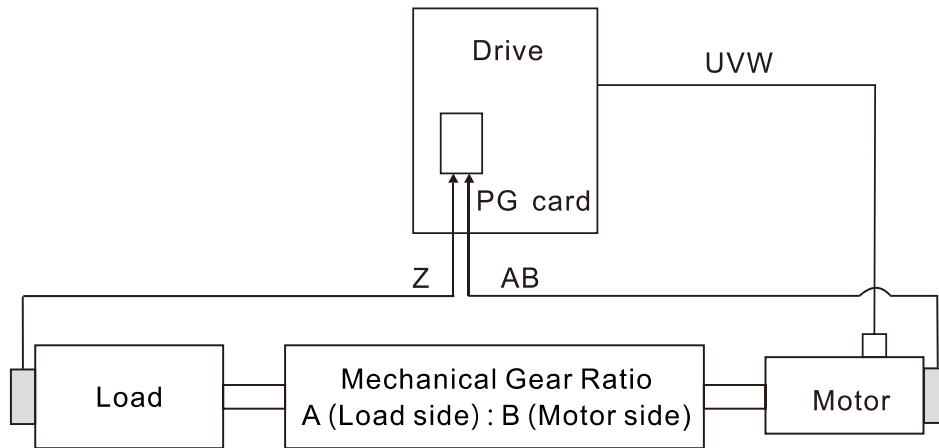 Drive
UVW
PG card
Z
AB
Load
Mechanical Gear Ratio
A (Load side) : B (Motor side)
Motor